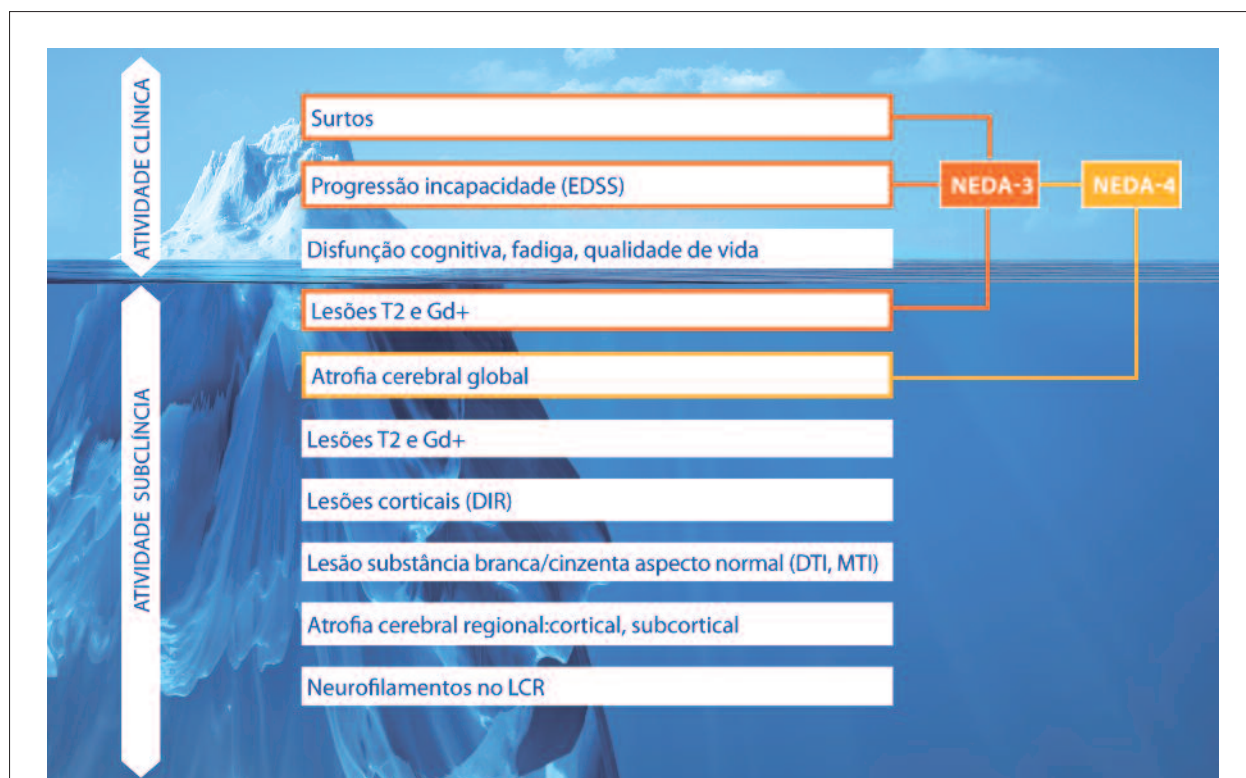 ATIVIDADE CLÍNICA
Surtos
Progressão incapacidade (EDSS)
NEDA-3
NEDA-4
Disfunção cognitiva, fadiga, qualidade de vida
ATIVIDADE SUBCLÍNCIA
Lesões T2 e Gd+
Atrofia cerebral global
Lesões T2 e Gd+
Lesões corticais (DIR)
Lesão substância branca/cinzenta aspecto normal (DTI, MTI)
Atrofia cerebral regional:cortical, subcortical
Neurofilamentos no LCR